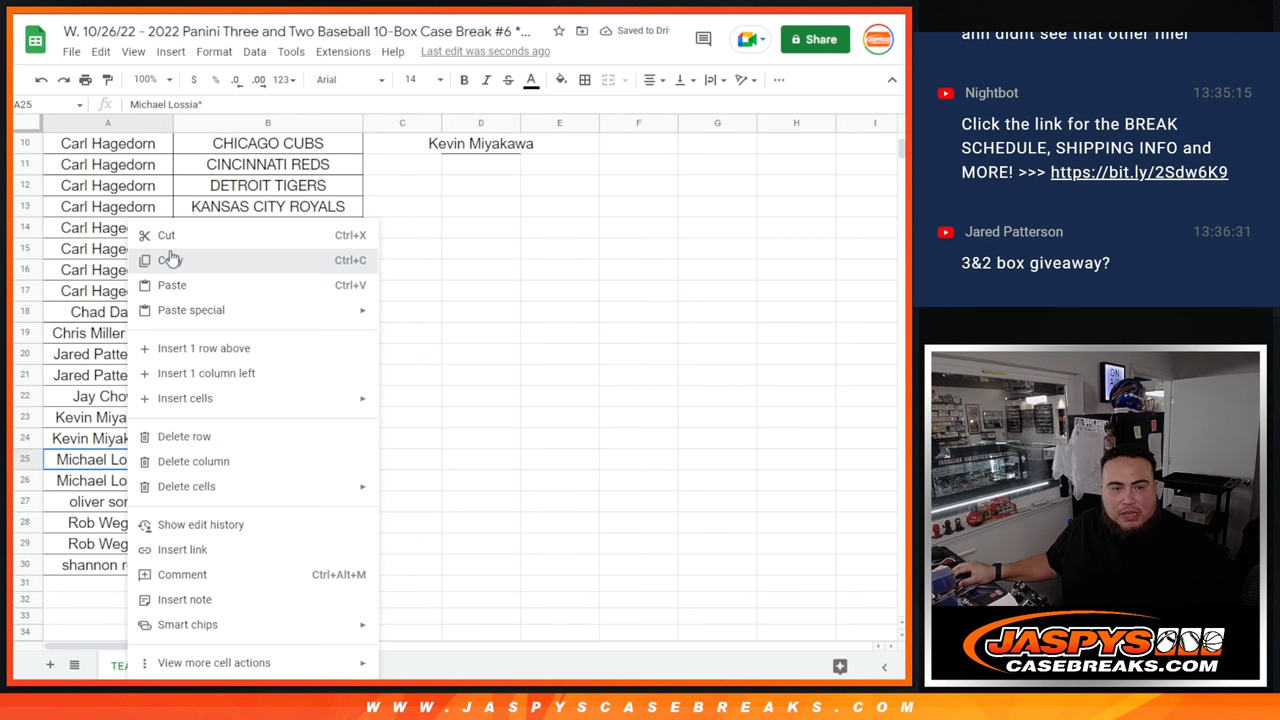 W. 10/26/22 - 2022 Panini Three and Two Baseball 10-Box Case Break #6 *...
Saved to Dri
File Edit View Insert Format Data Tools Extensions Help Last edit was seconds ago
Share
100% $ % .0 .00 123 Arial 14 B I S A
A25 fx Michael Lossia^
A B C D E F G H I
10 Carl Hagedorn CHICAGO CUBS Kevin Miyakawa
11 Carl Hagedorn CINCINNATI REDS
12 Carl Hagedorn DETROIT TIGERS
13 Carl Hagedorn KANSAS CITY ROYALS
14 Carl Hage
15 Carl Hage
16 Carl Hage
17 Carl Hage
18 Chad Da
19 Chris Miller
20 Jared Patte
21 Jared Patte
22 Jay Cho
23 Kevin Miya
24 Kevin Miyak
25 Michael Lo
26 Michael Lo
27 oliver sor
28 Rob Weg
29 Rob Weg
30 shannon r
31
32
33
34
Cut Ctrl+X
Copy Ctrl+C
Paste Ctrl+V
Paste special
Insert 1 row above
Insert 1 column left
Insert cells
Delete row
Delete column
Delete cells
Show edit history
Insert link
Comment Ctrl+Alt+M
Insert note
Smart chips
View more cell actions
TEA
ann didnt see that other filler
Nightbot 13:35:15
Click the link for the BREAK
SCHEDULE, SHIPPING INFO and
MORE! >>> https://bit.ly/2Sdw6K9
Jared Patterson 13:36:31
3&2 box giveaway?
ON
AIR
JASPYS
CASEBREAKS.COM
WWW.JASPYSCASEBREAKS.COM